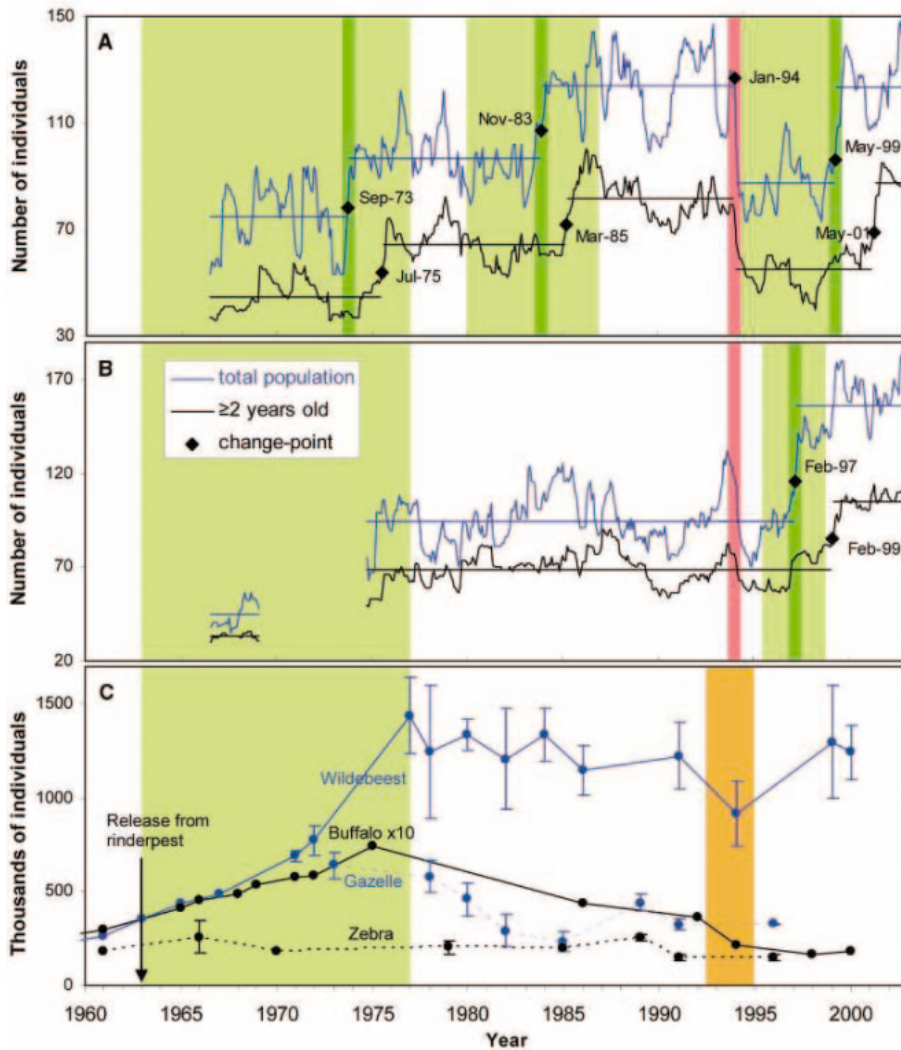 A
Number of individuals
150
110
70
30
Sep-73
Jul-75
Nov-83
Mar-85
Jan-94
May-99
May-01
B
Number of individuals
170
120
70
20
total population
≥2 years old
change-point
Feb-97
Feb-99
C
Thousands of individuals
1500
1000
500
0
Release from
rinderpest
Wildebeest
Buffalo x10
Gazelle
Zebra
1960 1965 1970 1975 1980 1985 1990 1995 2000
Year